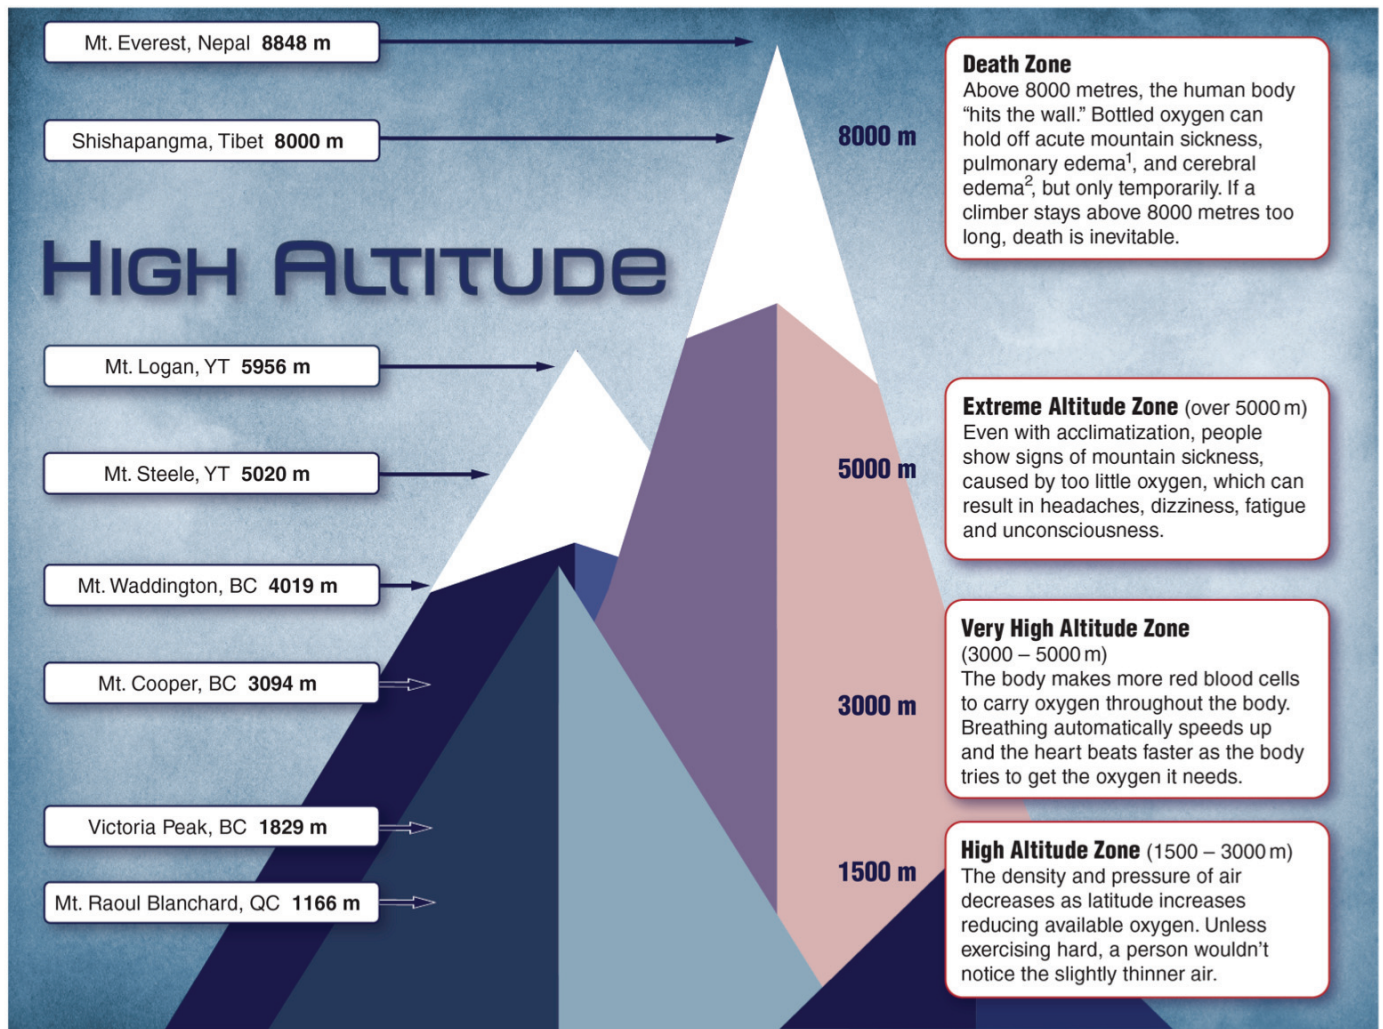 Mt. Everest, Nepal 8848 m
Shishapangma, Tibet 8000 m
HIGH ALTITUDE
Mt. Logan, YT 5956 m
Mt. Steele, YT 5020 m
Mt. Waddington, BC 4019 m
Mt. Cooper, BC 3094 m
Victoria Peak, BC 1829 m
Mt. Raoul Blanchard, QC 1166 m
8000 m
5000 m
3000 m
1500 m
Death Zone
Above 8000 metres, the human body
“hits the wall.” Bottled oxygen can
hold off acute mountain sickness,
pulmonary edema¹, and cerebral
edema², but only temporarily. If a
climber stays above 8000 metres too
long, death is inevitable.
Extreme Altitude Zone (over 5000 m)
Even with acclimatization, people
show signs of mountain sickness,
caused by too little oxygen, which can
result in headaches, dizziness, fatigue
and unconsciousness.
Very High Altitude Zone
(3000 – 5000 m)
The body makes more red blood cells
to carry oxygen throughout the body.
Breathing automatically speeds up
and the heart beats faster as the body
tries to get the oxygen it needs.
High Altitude Zone (1500 – 3000 m)
The density and pressure of air
decreases as latitude increases
reducing available oxygen. Unless
exercising hard, a person wouldn’t
notice the slightly thinner air.